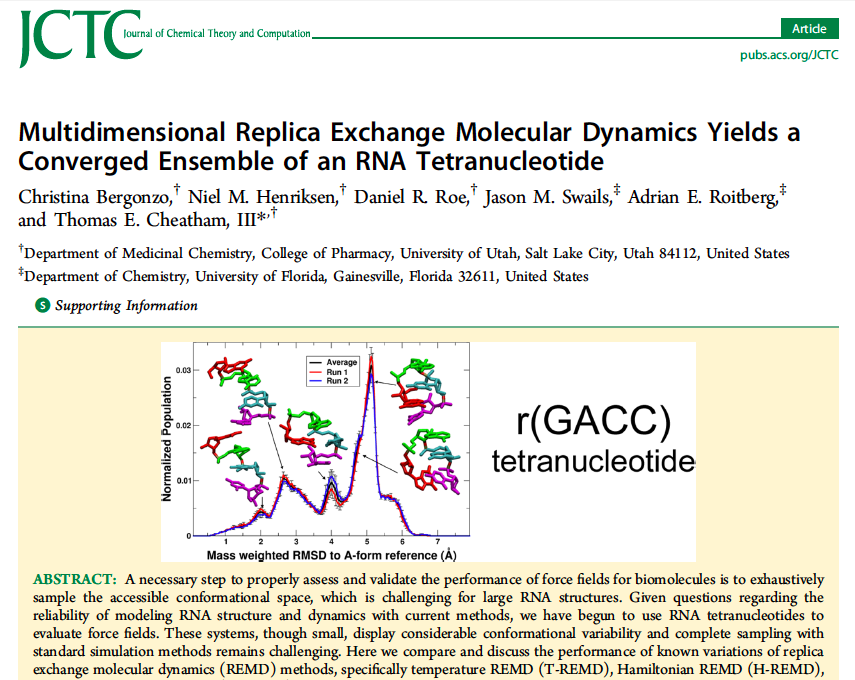 JCTC Journal of Chemical Theory and Computation
Article
pubs.acs.org/JCTC
Multidimensional Replica Exchange Molecular Dynamics Yields a
Converged Ensemble of an RNA Tetranucleotide
Christina Bergonzo,† Niel M. Henriksen,† Daniel R. Roe,† Jason M. Swails,‡ Adrian E. Roitberg,‡
and Thomas E. Cheatham, III*,†
†Department of Medicinal Chemistry, College of Pharmacy, University of Utah, Salt Lake City, Utah 84112, United States
‡Department of Chemistry, University of Florida, Gainesville, Florida 32611, United States
S Supporting Information
Normalized Population
0.03
0.02
0.01
0
Average
Run 1
Run 2
1 2 3 4 5 6 7
Mass weighted RMSD to A-form reference (Å)
r(GACC)
tetranucleotide
ABSTRACT: A necessary step to properly assess and validate the performance of force fields for biomolecules is to exhaustively
sample the accessible conformational space, which is challenging for large RNA structures. Given questions regarding the
reliability of modeling RNA structure and dynamics with current methods, we have begun to use RNA tetranucleotides to
evaluate force fields. These systems, though small, display considerable conformational variability and complete sampling with
standard simulation methods remains challenging. Here we compare and discuss the performance of known variations of replica
exchange molecular dynamics (REMD) methods, specifically temperature REMD (T-REMD), Hamiltonian REMD (H-REMD),